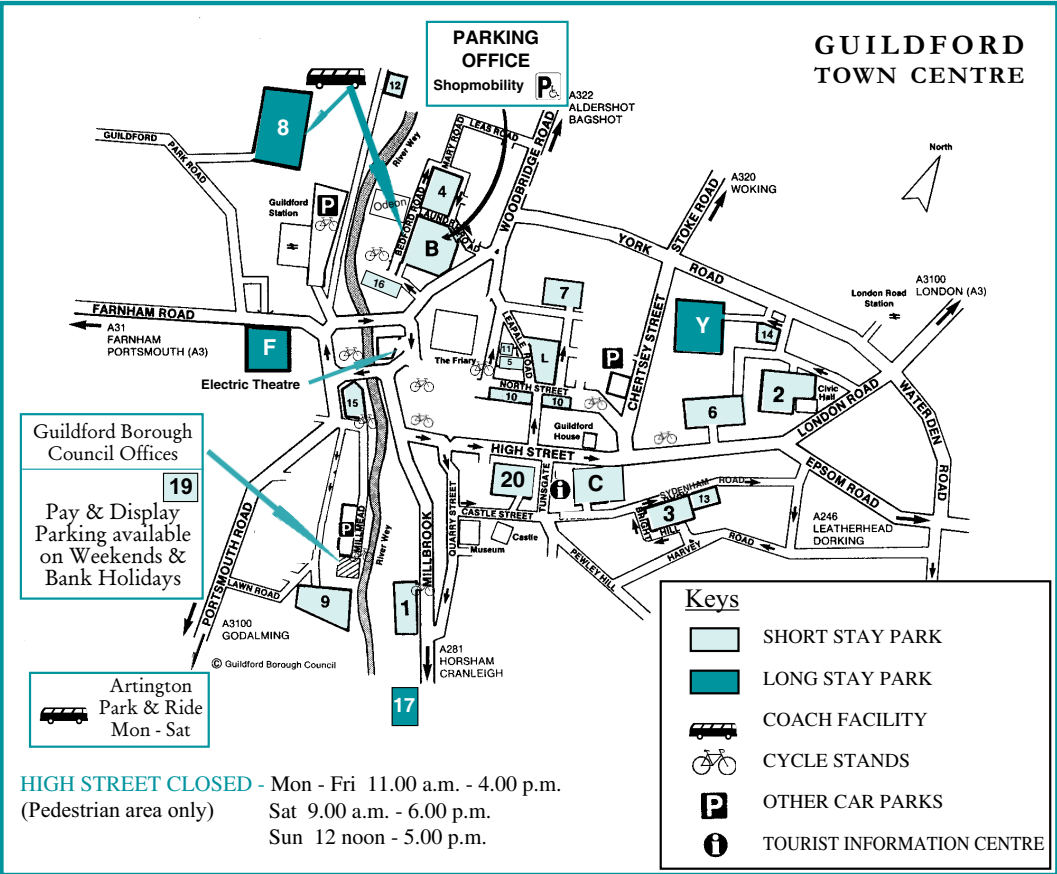 GUILDFORD
TOWN CENTRE
PARKING
OFFICE
Shopmobility
P
A322
ALDERSHOT
BAGSHOT
12
8
River Wey
LEAS ROAD
MARY ROAD
WOODBRIDGE ROAD
GUILDFORD
PARK ROAD
North
A320
WOKING
STOKE ROAD
4
Guildford
Station
P
Odeon
BEDFORD ROAD
B
YORK
ROAD
16
7
A3100
LONDON (A3)
London Road
Station
FARNHAM ROAD
A31
FARNHAM
PORTSMOUTH (A3)
F
Electric Theatre
The Friary
LEAPALE
ROAD
11
5
L
P
CHERTSEY STREET
Y
14
NORTH STREET
10
10
2
Civic
Hall
15
6
LONDON ROAD
WATERDEN
ROAD
Guildford
House
HIGH STREET
EPSOM ROAD
Guildford Borough
Council Offices
19
Pay & Display
Parking available
on Weekends &
Bank Holidays
20
TUNSGATE
C
SYDENHAM
ROAD
13
3
BRIGHT
HILL
CASTLE STREET
QUARRY STREET
Castle
Museum
A246
LEATHERHEAD
DORKING
HARVEY
ROAD
PEWLEY HILL
P
MILLMEAD
River Wey
MILLBROOK
PORTSMOUTH ROAD
LAWN ROAD
9
1
A3100
GODALMING
© Guildford Borough Council
A281
HORSHAM
CRANLEIGH
17
Artington
Park & Ride
Mon - Sat
Keys
SHORT STAY PARK
LONG STAY PARK
COACH FACILITY
CYCLE STANDS
P
OTHER CAR PARKS
TOURIST INFORMATION CENTRE
HIGH STREET CLOSED - Mon - Fri 11.00 a.m. - 4.00 p.m.
(Pedestrian area only) Sat 9.00 a.m. - 6.00 p.m.
Sun 12 noon - 5.00 p.m.